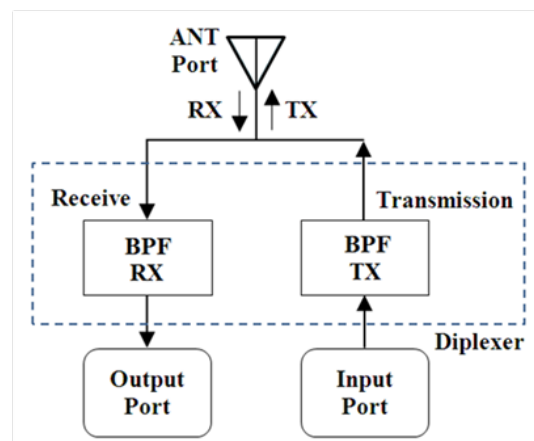 ANT
Port
RX
TX
Receive
Transmission
BPF
RX
BPF
TX
Diplexer
Output
Port
Input
Port